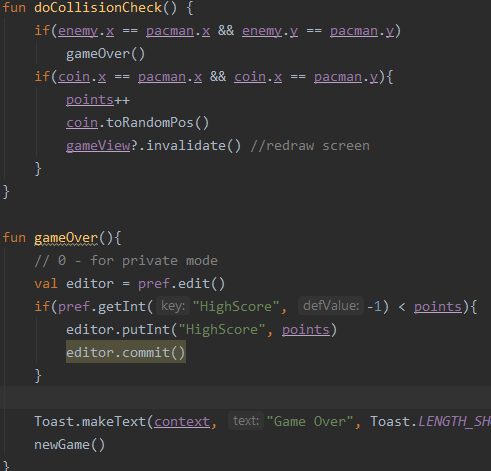 fun doCollisionCheck() {
if(enemy.x == pacman.x && enemy.y == pacman.y)
gameOver()
if(coin.x == pacman.x && coin.x == pacman.y){
points++
coin.toRandomPos()
gameView?.invalidate() //redraw screen
}
}
fun gameOver(){
// 0 - for private mode
val editor = pref.edit()
if(pref.getInt( key: "HighScore", defValue: -1) < points){
editor.putInt("HighScore", points)
editor.commit()
}
Toast.makeText(context, text: "Game Over", Toast.LENGTH_SH
newGame()
}